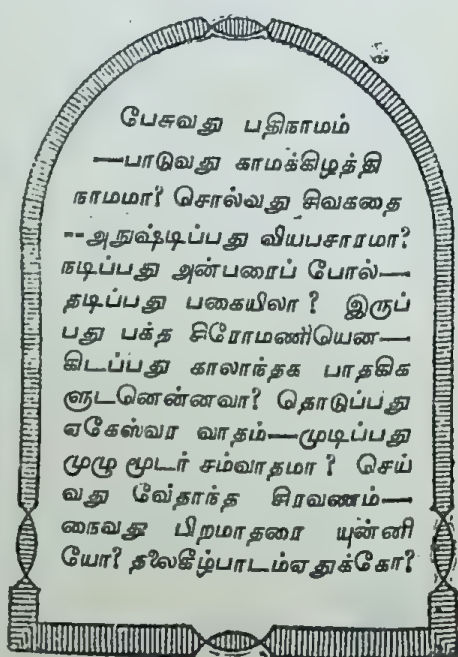 பேசுவது பதிநாமம்
—பாடுவது காமக்கிழத்தி
நாமமா? சொல்வது சிவகதை
--அநுஷ்டிப்பது வியபசாரமா?
நடிப்பது அன்பரைப் போல்—
தடிப்பது பகையிலா? இருப்
பது பக்த சிரோமணியென—
கிடப்பது காலாந்தக பாதகிக
ளுடனென்னவா? தொடுப்பது
ஏகேஸ்வர வாதம்—முடிப்பது
முழு மூடர் சம்வாதமா? செய்
வது வேதாந்த சிரவணம்—
நைவது பிறமாதரை யுன்னி
யோ? தலைகீழ்பாடம்ஏதுக்கோ?